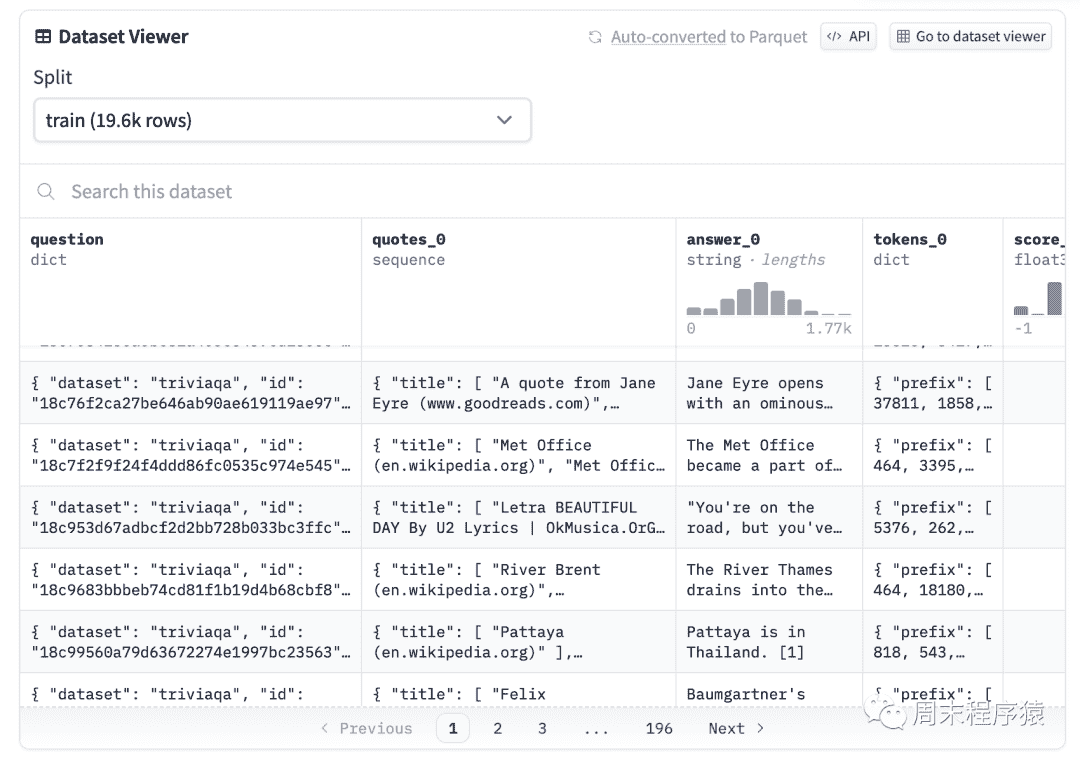 Dataset Viewer
Auto-converted to Parquet
API
Go to dataset viewer
Split
train (19.6k rows)
Search this dataset
question
dict
quotes_0
sequence
answer_0
string · lengths
0
1.77k
tokens_0
dict
score_
float3
-1
{ "dataset": "triviaqa", "id":
"18c76f2ca27be646ab90ae619119ae97"…
{ "title": [ "A quote from Jane
Eyre (www.goodreads.com)",…
Jane Eyre opens
with an ominous…
{ "prefix": [
37811, 1858,…
{ "dataset": "triviaqa", "id":
"18c7f2f9f24f4ddd86fc0535c974e545"…
{ "title": [ "Met Office
(en.wikipedia.org)", "Met Offic…
The Met Office
became a part of…
{ "prefix": [
464, 3395,…
{ "dataset": "triviaqa", "id":
"18c953d67adbcf2d2bb728b033bc3ffc"…
{ "title": [ "Letra BEAUTIFUL
DAY By U2 Lyrics | OkMusica.OrG…
"You're on the
road, but you've…
{ "prefix": [
5376, 262,…
{ "dataset": "triviaqa", "id":
"18c9683bbbeb74cd81f1b19d4b68cbf8"…
{ "title": [ "River Brent
(en.wikipedia.org)",…
The River Thames
drains into the…
{ "prefix": [
464, 18180,…
{ "dataset": "triviaqa", "id":
"18c99560a79d63672274e1997bc23563"…
{ "title": [ "Pattaya
(en.wikipedia.org)" ],…
Pattaya is in
Thailand. [1]
{ "prefix": [
818, 543,…
{ "dataset": "triviaqa", "id":
{ "title": [ "Felix
Baumgartner's
{ "prefix": [
Previous
1
2
3
...
196
Next
周末程序猿